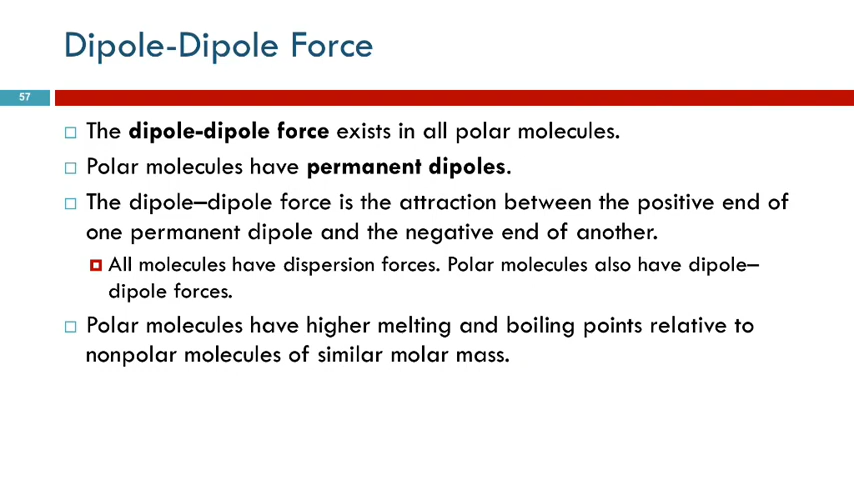 Dipole-Dipole Force
57
The dipole-dipole force exists in all polar molecules.
Polar molecules have permanent dipoles.
The dipole–dipole force is the attraction between the positive end of
one permanent dipole and the negative end of another.
All molecules have dispersion forces. Polar molecules also have dipole–
dipole forces.
Polar molecules have higher melting and boiling points relative to
nonpolar molecules of similar molar mass.